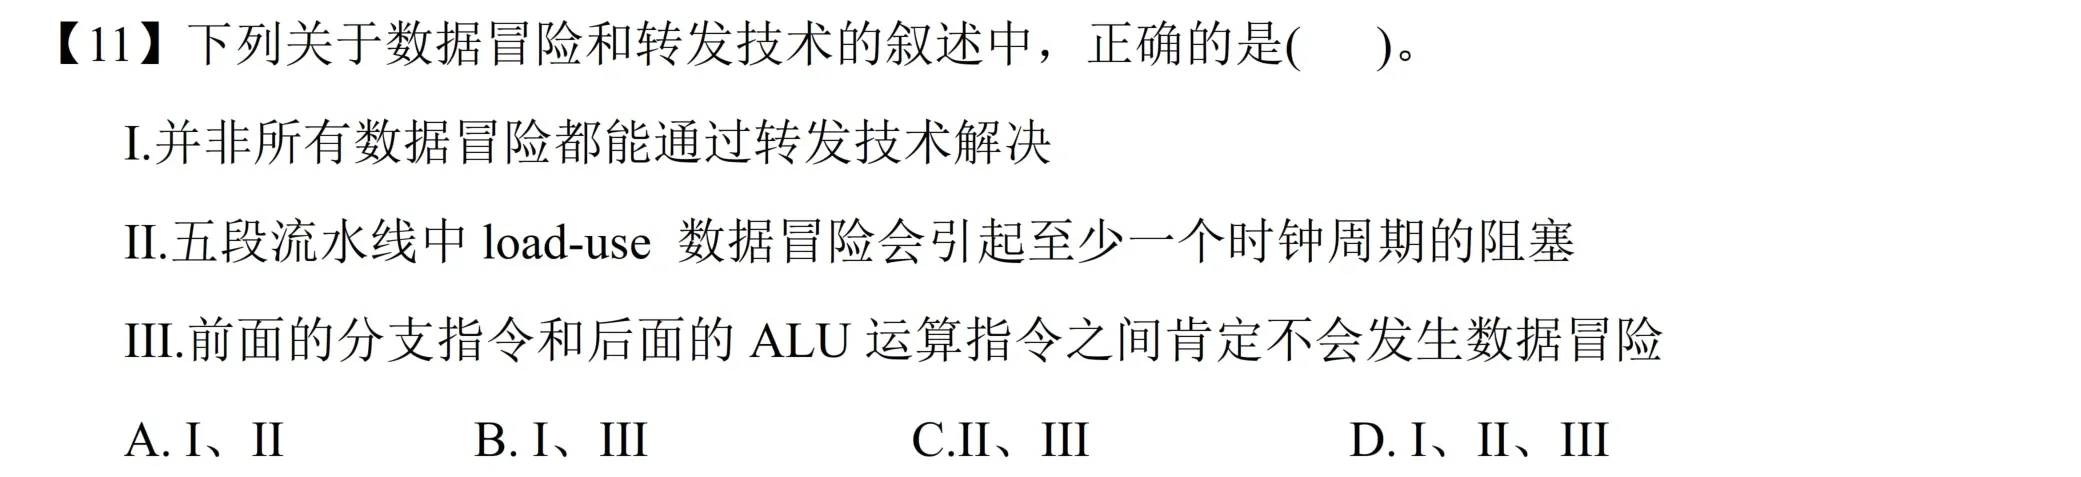 【11】下列关于数据冒险和转发技术的叙述中，正确的是(    )。
I.并非所有数据冒险都能通过转发技术解决
II.五段流水线中 load-use 数据冒险会引起至少一个时钟周期的阻塞
III.前面的分支指令和后面的 ALU 运算指令之间肯定不会发生数据冒险
A. I、II    B. I、III    C.II、III    D. I、II、III